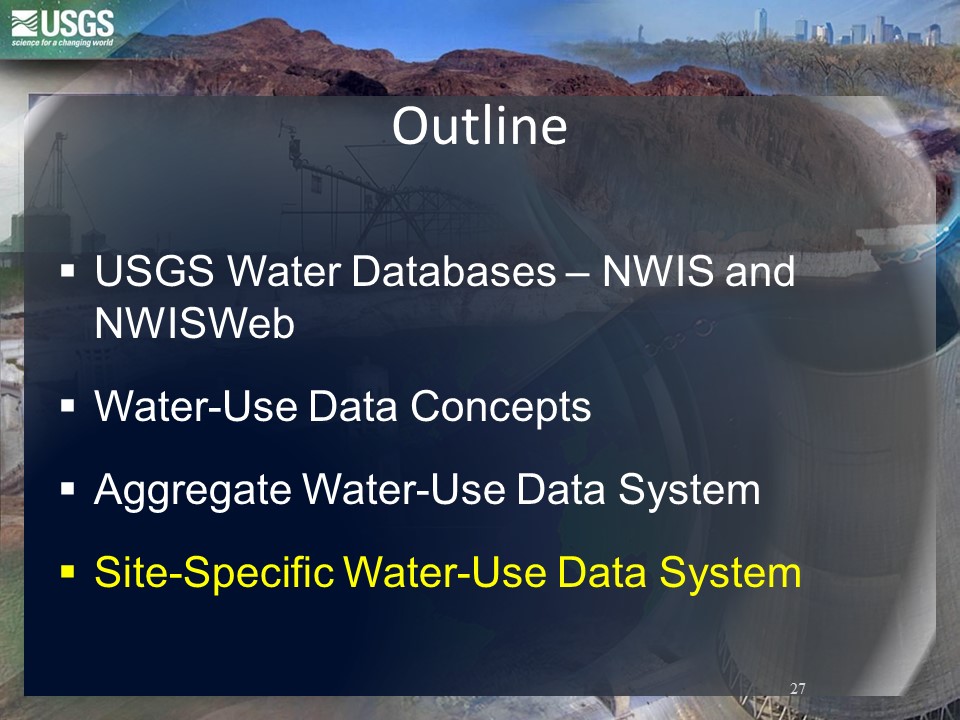 USGS
science for a changing world
Outline
▪ USGS Water Databases – NWIS and
NWISWeb
▪ Water-Use Data Concepts
▪ Aggregate Water-Use Data System
▪ Site-Specific Water-Use Data System
27